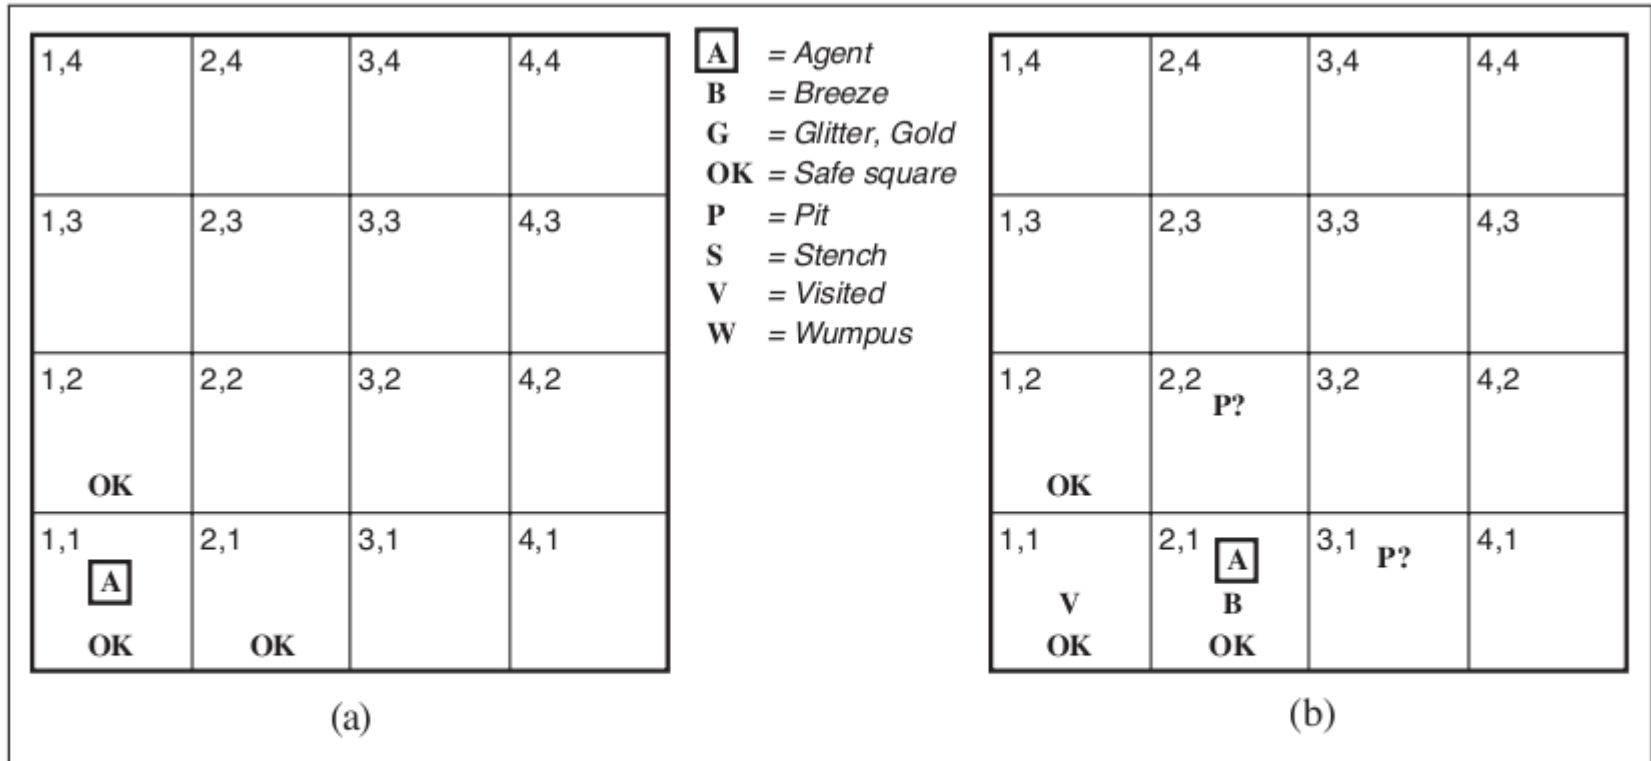 1,4 2,4 3,4 4,4
1,3 2,3 3,3 4,3
1,2 2,2 3,2 4,2
OK
1,1 2,1 3,1 4,1
A
OK OK
(a)
A = Agent
B = Breeze
G = Glitter, Gold
OK = Safe square
P = Pit
S = Stench
V = Visited
W = Wumpus
1,4 2,4 3,4 4,4
1,3 2,3 3,3 4,3
1,2 2,2 3,2 4,2
P?
OK
1,1 2,1 3,1 4,1
A P?
V B
OK OK
(b)